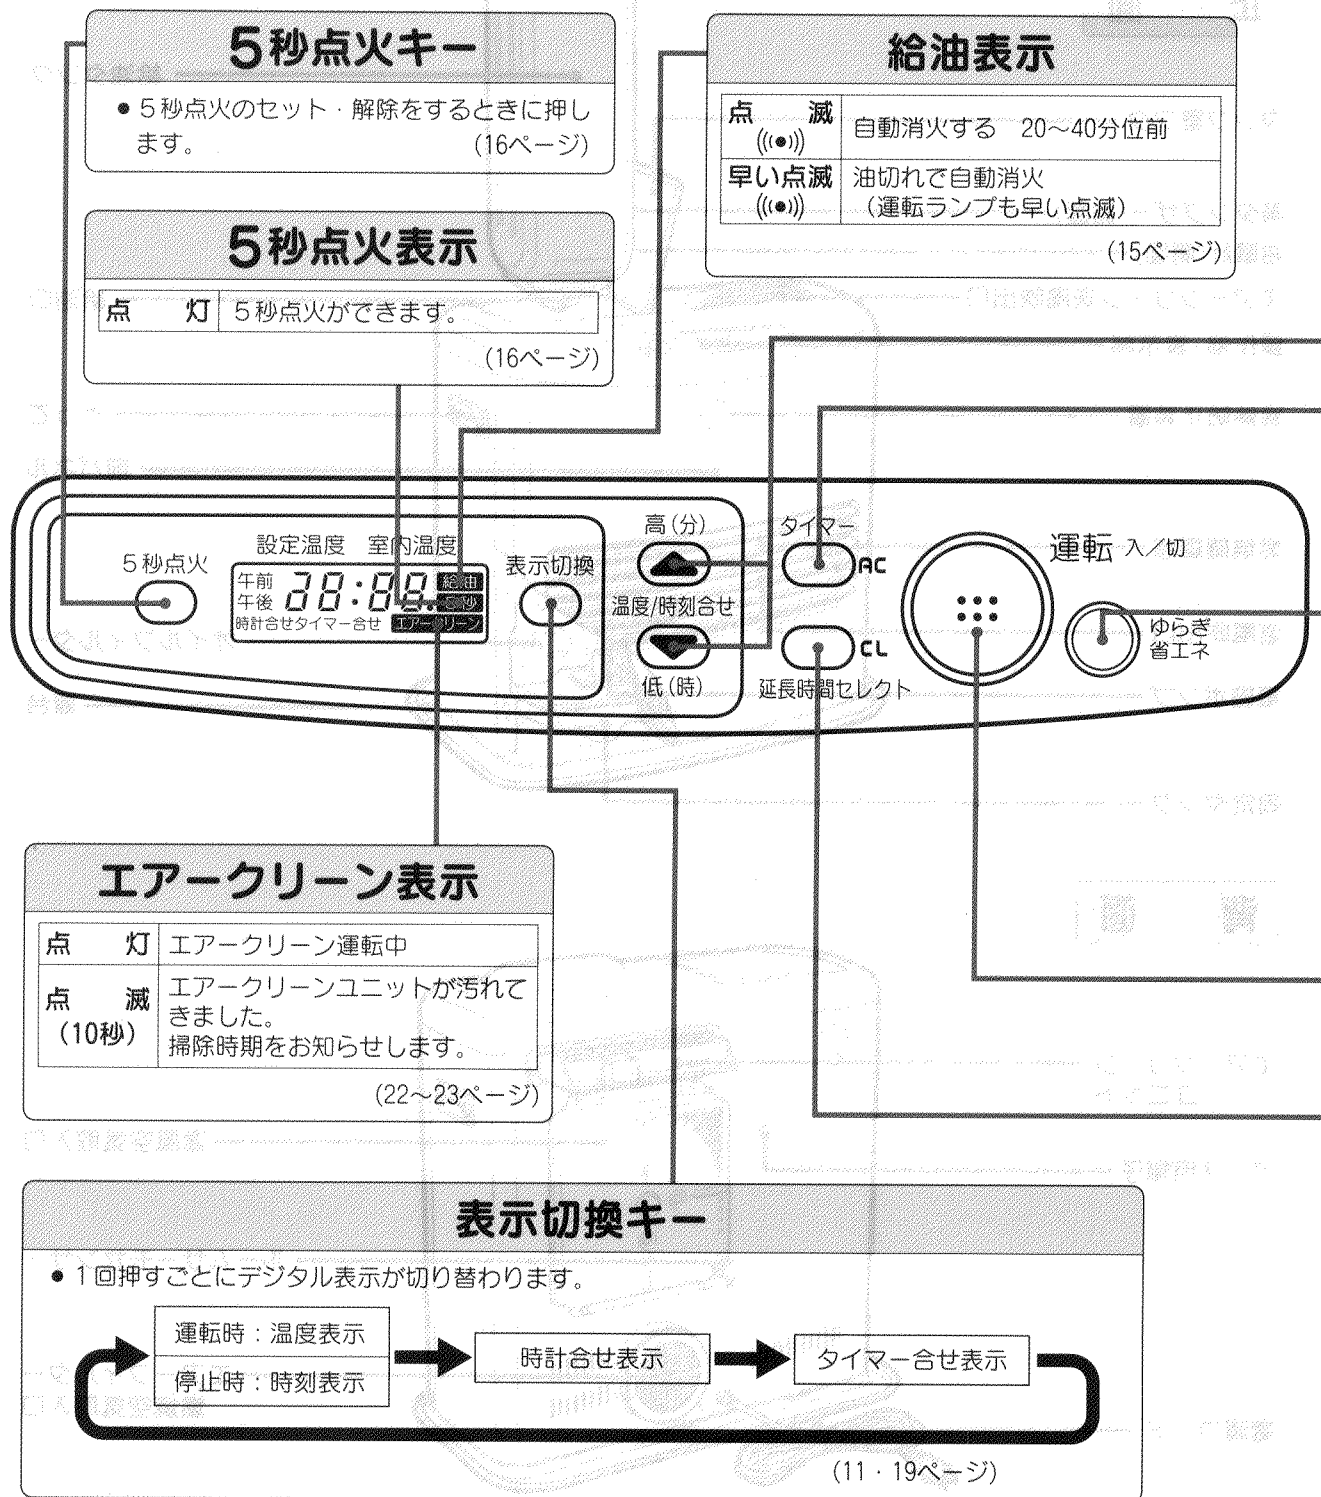 5秒点火キー
● 5秒点火のセット・解除をするときに押し
ます。 (16ページ)
5秒点火表示
点 灯 5秒点火ができます。
(16ページ)
給油表示
点 滅 自動消火する 20〜40分位前
早い点滅 油切れで自動消火
(運転ランプも早い点滅)
(15ページ)
5秒点火
設定温度 室内温度
午前 28:88. 給油
午後 5秒
時計合せタイマー合せ エアークリーン
表示切換
高(分)
温度/時刻合せ
低(時)
タイマー
AC
CL
延長時間セレクト
運転 入/切
ゆらぎ
省エネ
エアークリーン表示
点 灯 エアークリーン運転中
点 滅 エアークリーンユニットが汚れて
(10秒) きました。
掃除時期をお知らせします。
(22〜23ページ)
表示切換キー
● 1回押すごとにデジタル表示が切り替わります。
運転時：温度表示
停止時：時刻表示
時計合せ表示
タイマー合せ表示
(11・19ページ)